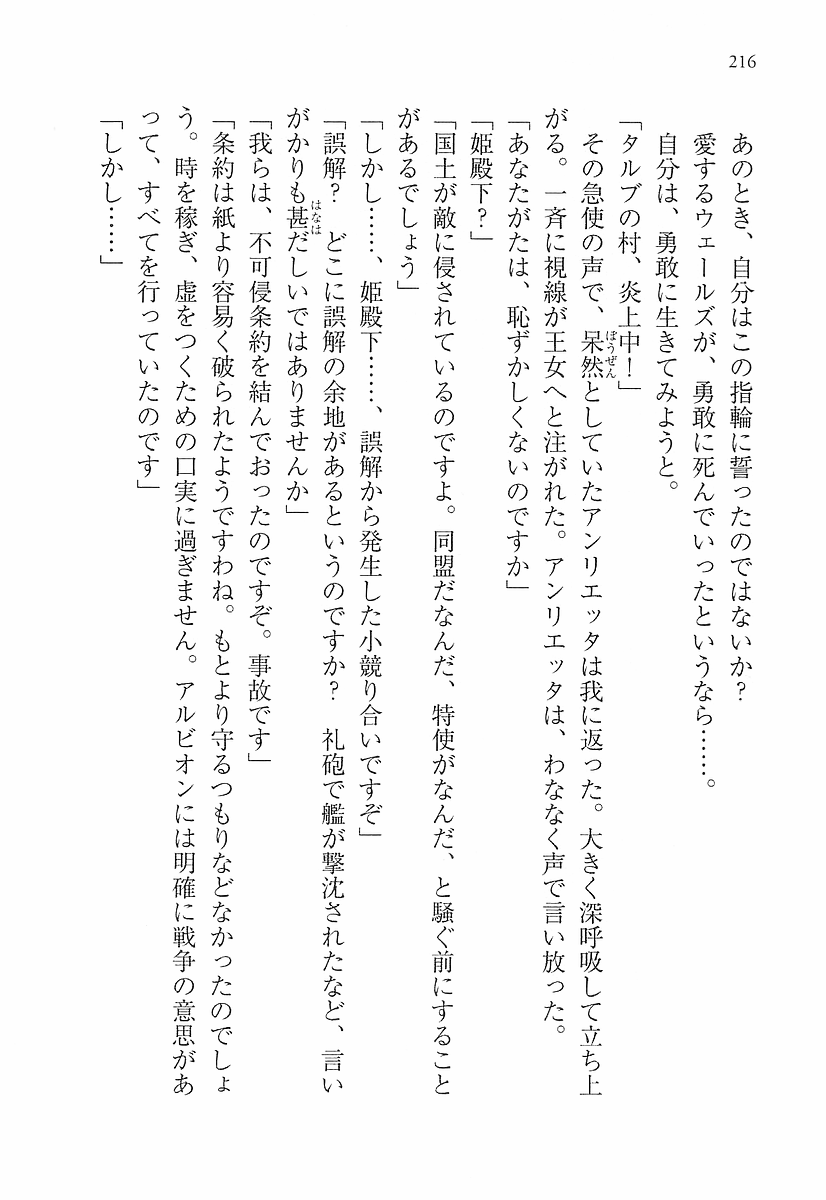 216
あのとき、自分はこの指輪に誓ったのではないか？
愛するウェールズが、勇敢に死んでいったというなら……。
自分は、勇敢に生きてみようと。
「タルブの村、炎上中！」
その急使の声で、呆然としていたアンリエッタは我に返った。大きく深呼吸して立ち上
がる。一斉に視線が王女へと注がれた。アンリエッタは、わななく声で言い放った。
「あなたがたは、恥ずかしくないのですか」
「姫殿下？」
「国土が敵に侵されているのですよ。同盟だなんだ、特使がなんだ、と騒ぐ前にすること
があるでしょう」
「しかし……、姫殿下……、誤解から発生した小競り合いですぞ」
「誤解？　どこに誤解の余地があるというのですか？　礼砲で艦が撃沈されたなど、言い
がかりも甚だしいではありませんか」
「我らは、不可侵条約を結んでおったのですぞ。事故です」
「条約は紙より容易く破られたようですわね。もとより守るつもりなどなかったのでしょ
う。時を稼ぎ、虚をつくための口実に過ぎません。アルビオンには明確に戦争の意思があ
って、すべてを行っていたのです」
「しかし……」